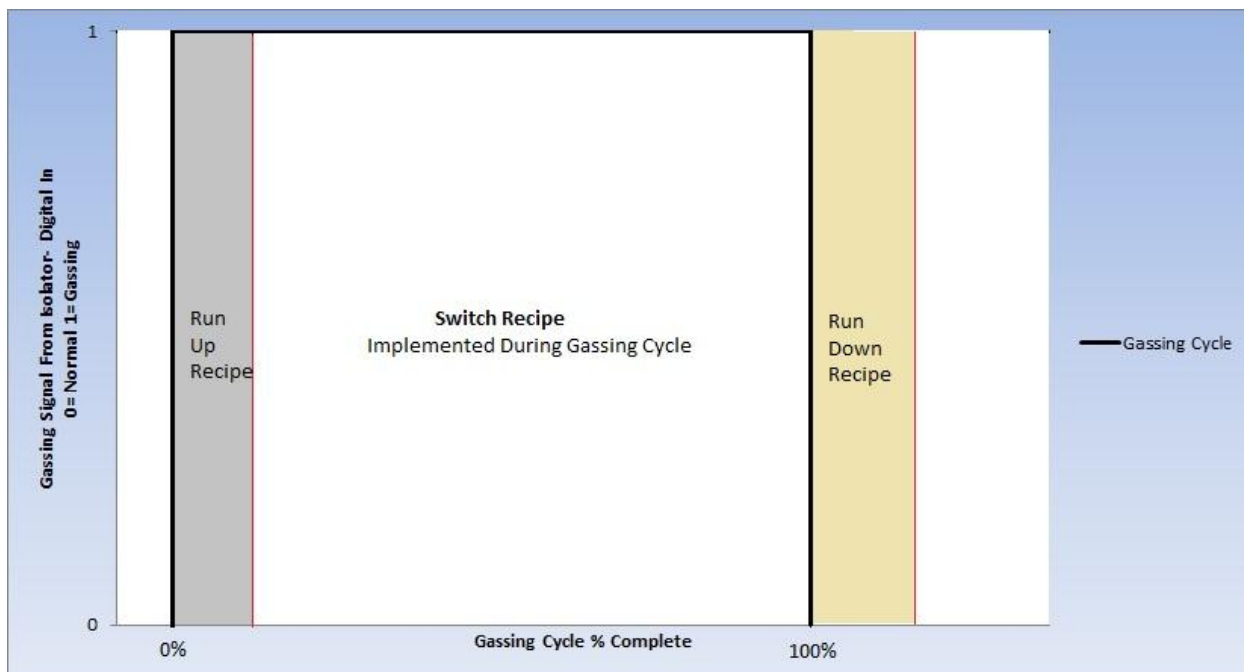 1
Gassing Signal From Isolator- Digital In
0= Normal 1= Gassing
Run
Up
Recipe
Switch Recipe
Implemented During Gassing Cycle
Run
Down
Recipe
Gassing Cycle
0
0%
Gassing Cycle % Complete
100%